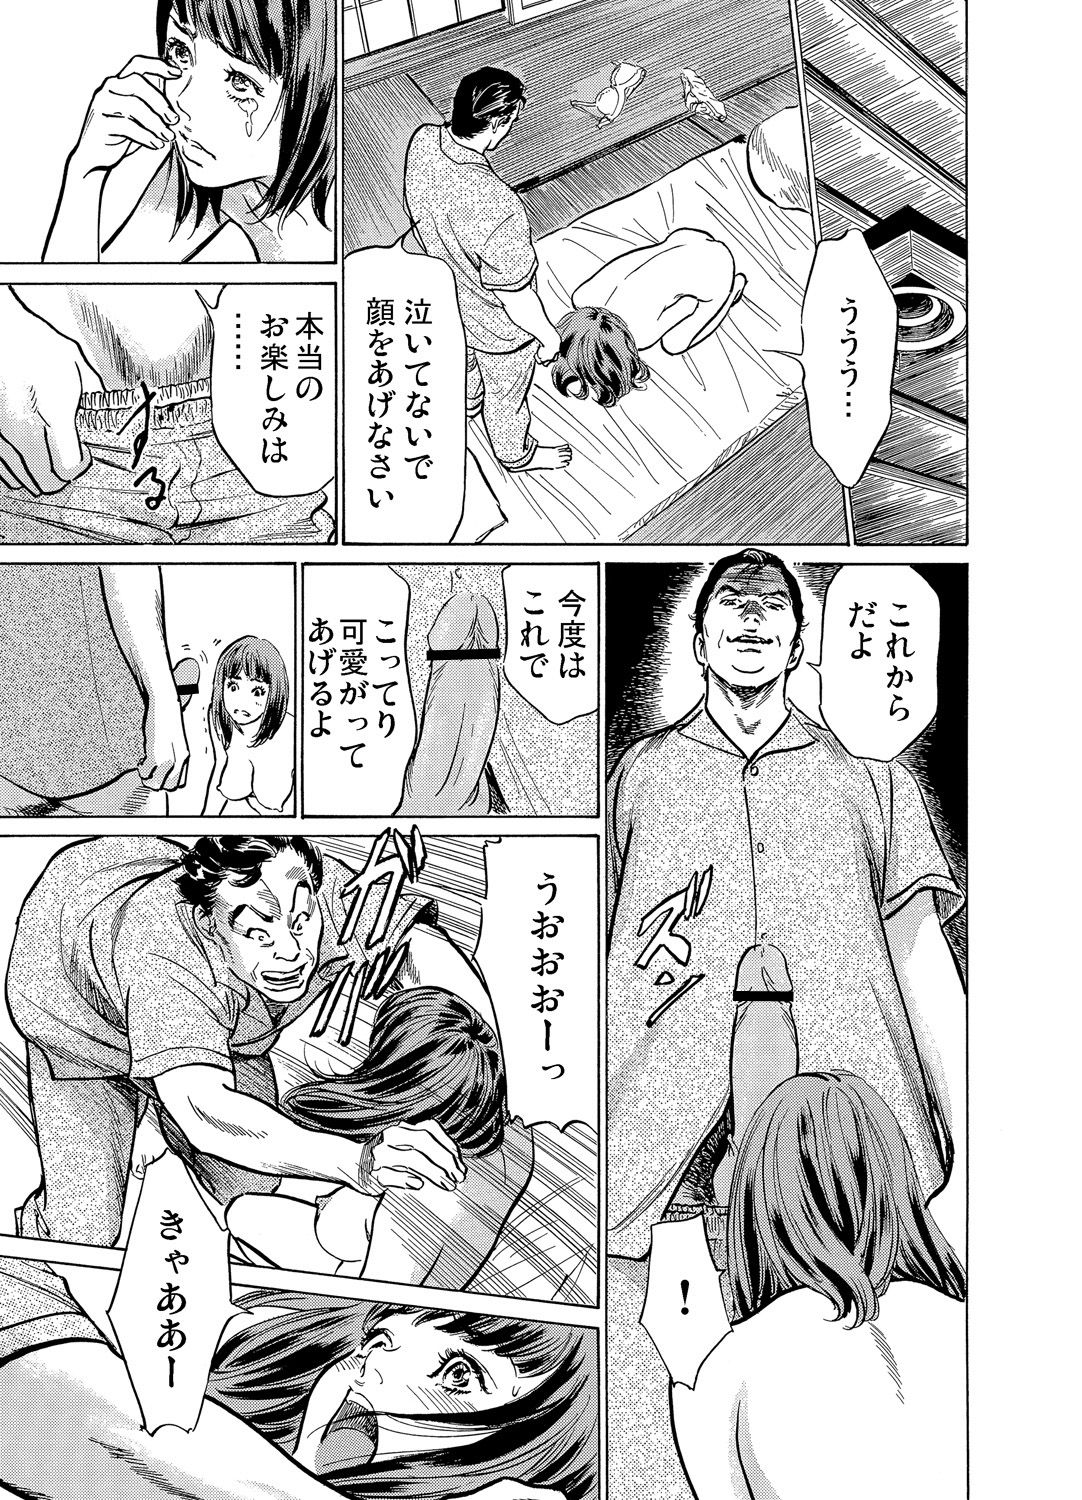 ううう…
泣いてないで
顔をあげなさい
本当の
お楽しみは
……
するる
これから
だよ
ズン
！
今度は
これで
こってり
可愛がって
あげるよ
うおおおーっ
ガバ
きゃああー